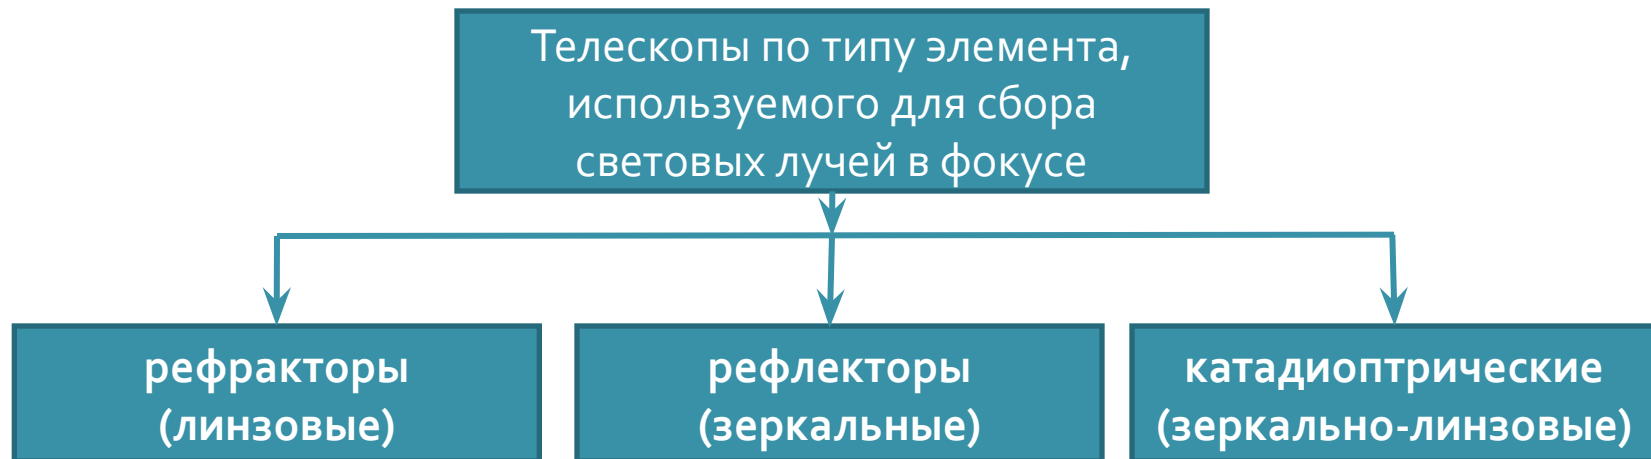 Телескопы по типу элемента,
используемого для сбора
световых лучей в фокусе
рефракторы
(линзовые)
рефлекторы
(зеркальные)
катадиоптрические
(зеркально-линзовые)